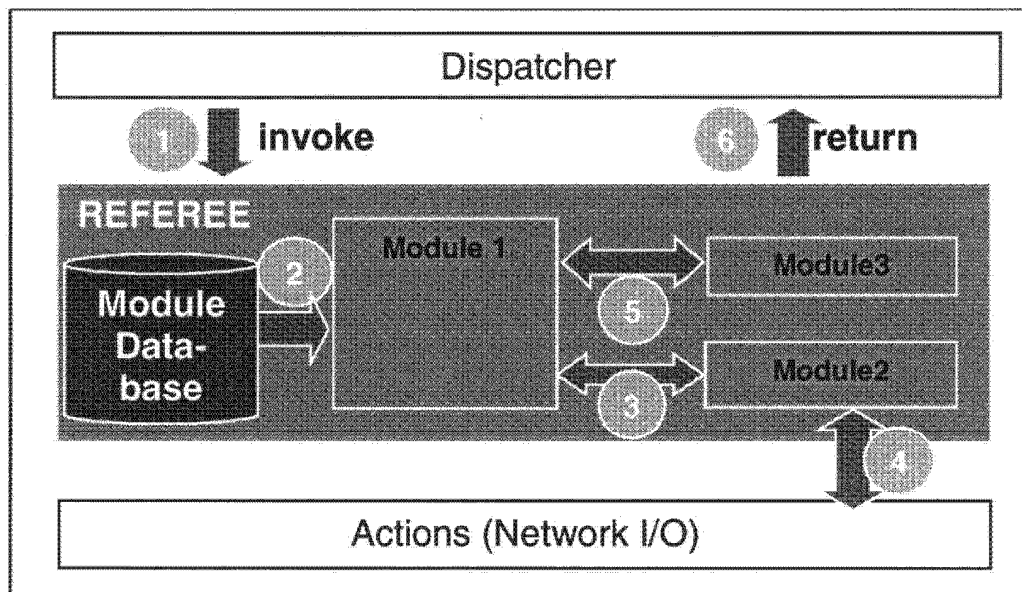 Dispatcher
1
invoke
6
return
REFEREE
2
Module 1
Module3
Module
Data-
base
5
Module2
3
4
Actions (Network I/O)